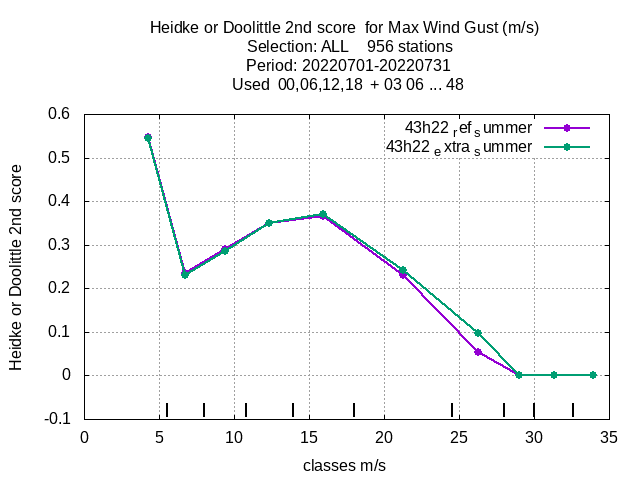 Heidke or Doolittle 2nd score for Max Wind Gust (m/s)
Selection: ALL 956 stations
Period: 20220701-20220731
Used 00,06,12,18 + 03 06 ... 48
43h22 ref summer
43h22 extra summer
Heidke or Doolittle 2nd score
0.6
0.5
0.4
0.3
0.2
0.1
0
-0.1
0 5 10 15 20 25 30 35
classes m/s